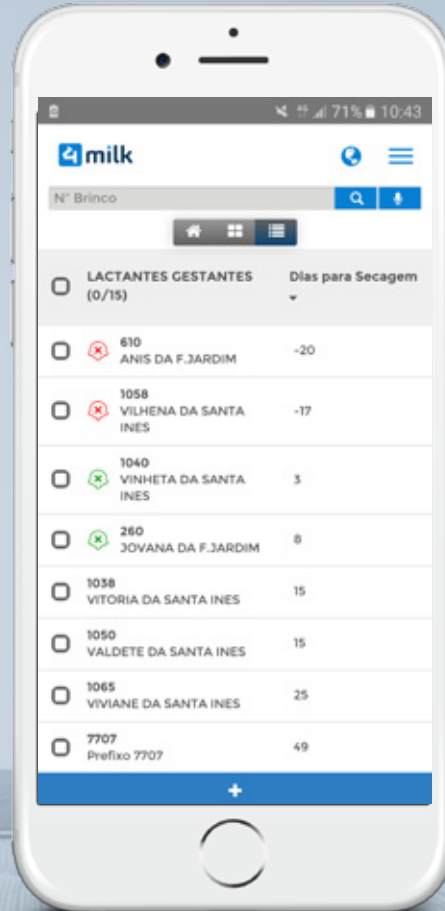 71% 10:43
4milk
N° Brinco
LACTANTES GESTANTES
(0/15)
Dias para Secagem
610
ANIS DA F.JARDIM
-20
1058
VILHENA DA SANTA
INES
-17
1040
VINHETA DA SANTA
INES
3
260
JOVANA DA F.JARDIM
8
1038
VITORIA DA SANTA INES
15
1050
VALDETE DA SANTA INES
15
1065
VIVIANE DA SANTA INES
25
7707
Prefixo 7707
49
+